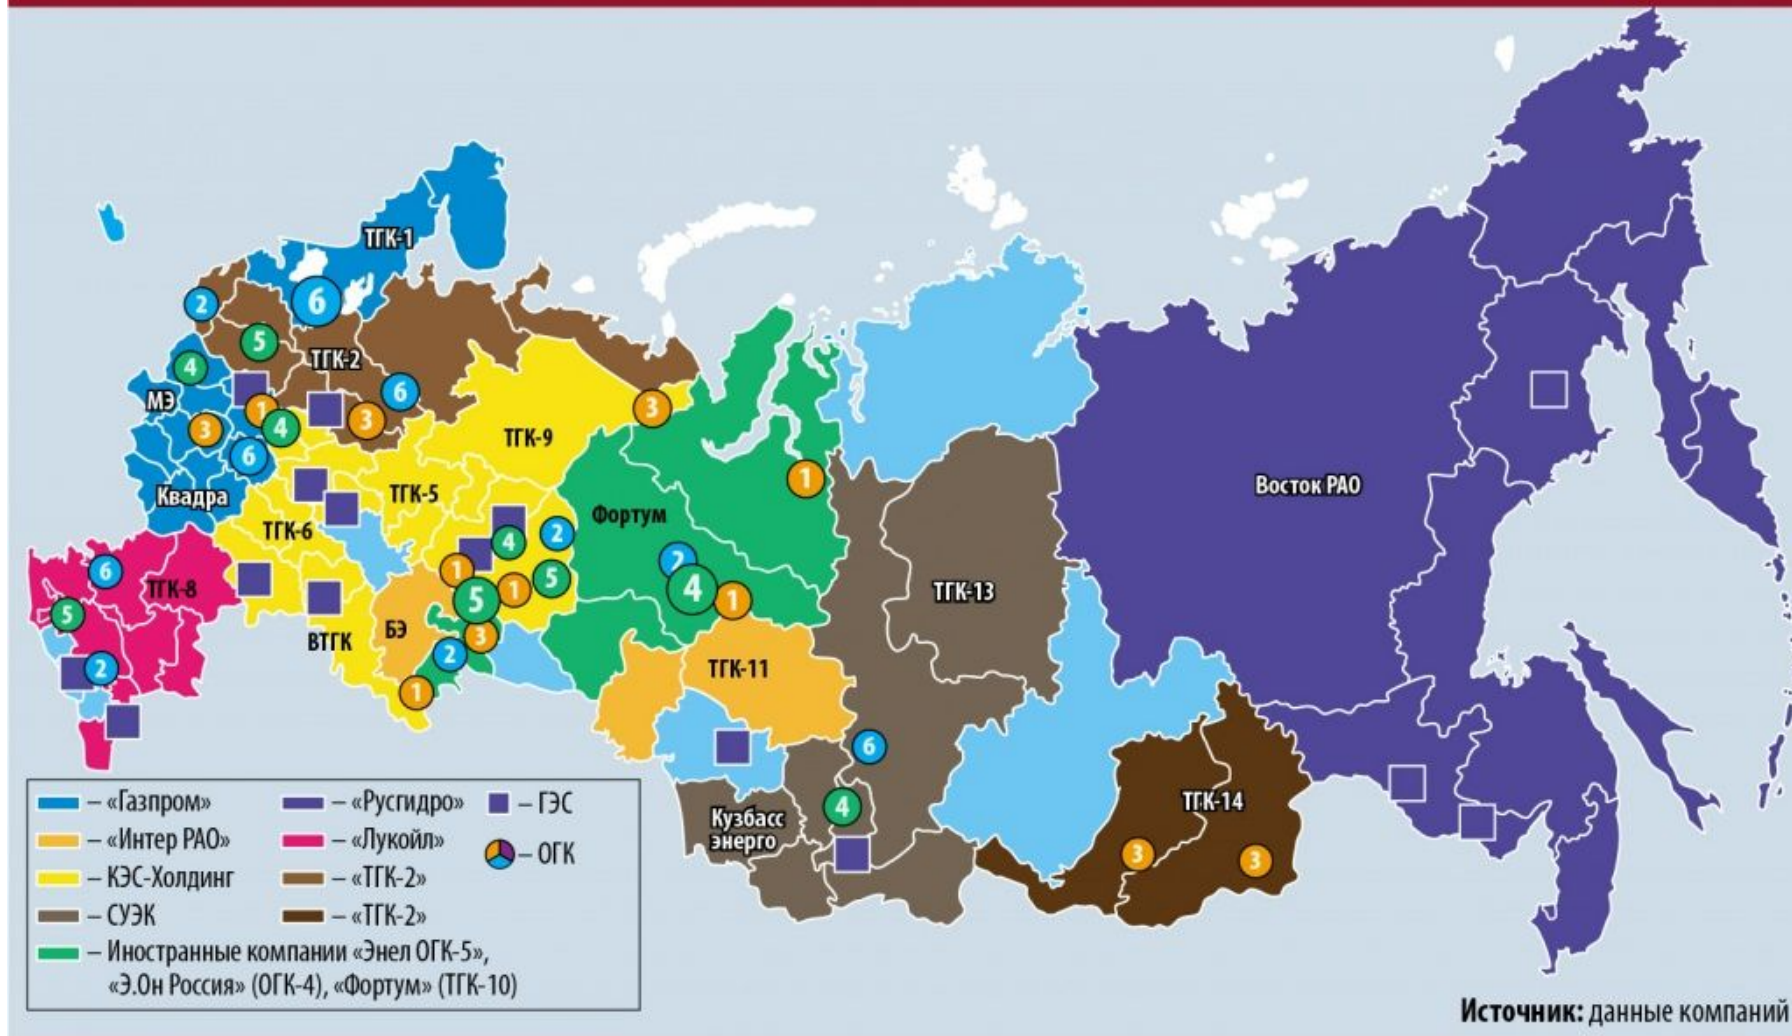 ТГК-1
6
2
5
ТГК-2
4
МЭ
6
1
3
3
4
3
6
ТГК-9
Квадра
ТГК-5
1
Фортум
Восток РАО
ТГК-6
2
4
6
ТГК-8
1
5
2
ТГК-13
5
1
4
1
5
БЭ
3
ВТГК
2
2
ТГК-11
1
6
4
ТГК-14
Кузбасс
энерго
3
3
– «Газпром»
– «Русгидро»
– ГЭС
– «Интер РАО»
– «Лукойл»
– ОГК
– КЭС-Холдинг
– «ТГК-2»
– СУЭК
– «ТГК-2»
– Иностранные компании «Энел ОГК-5»,
«Э.Он Россия» (ОГК-4), «Фортум» (ТГК-10)
Источник: данные компаний